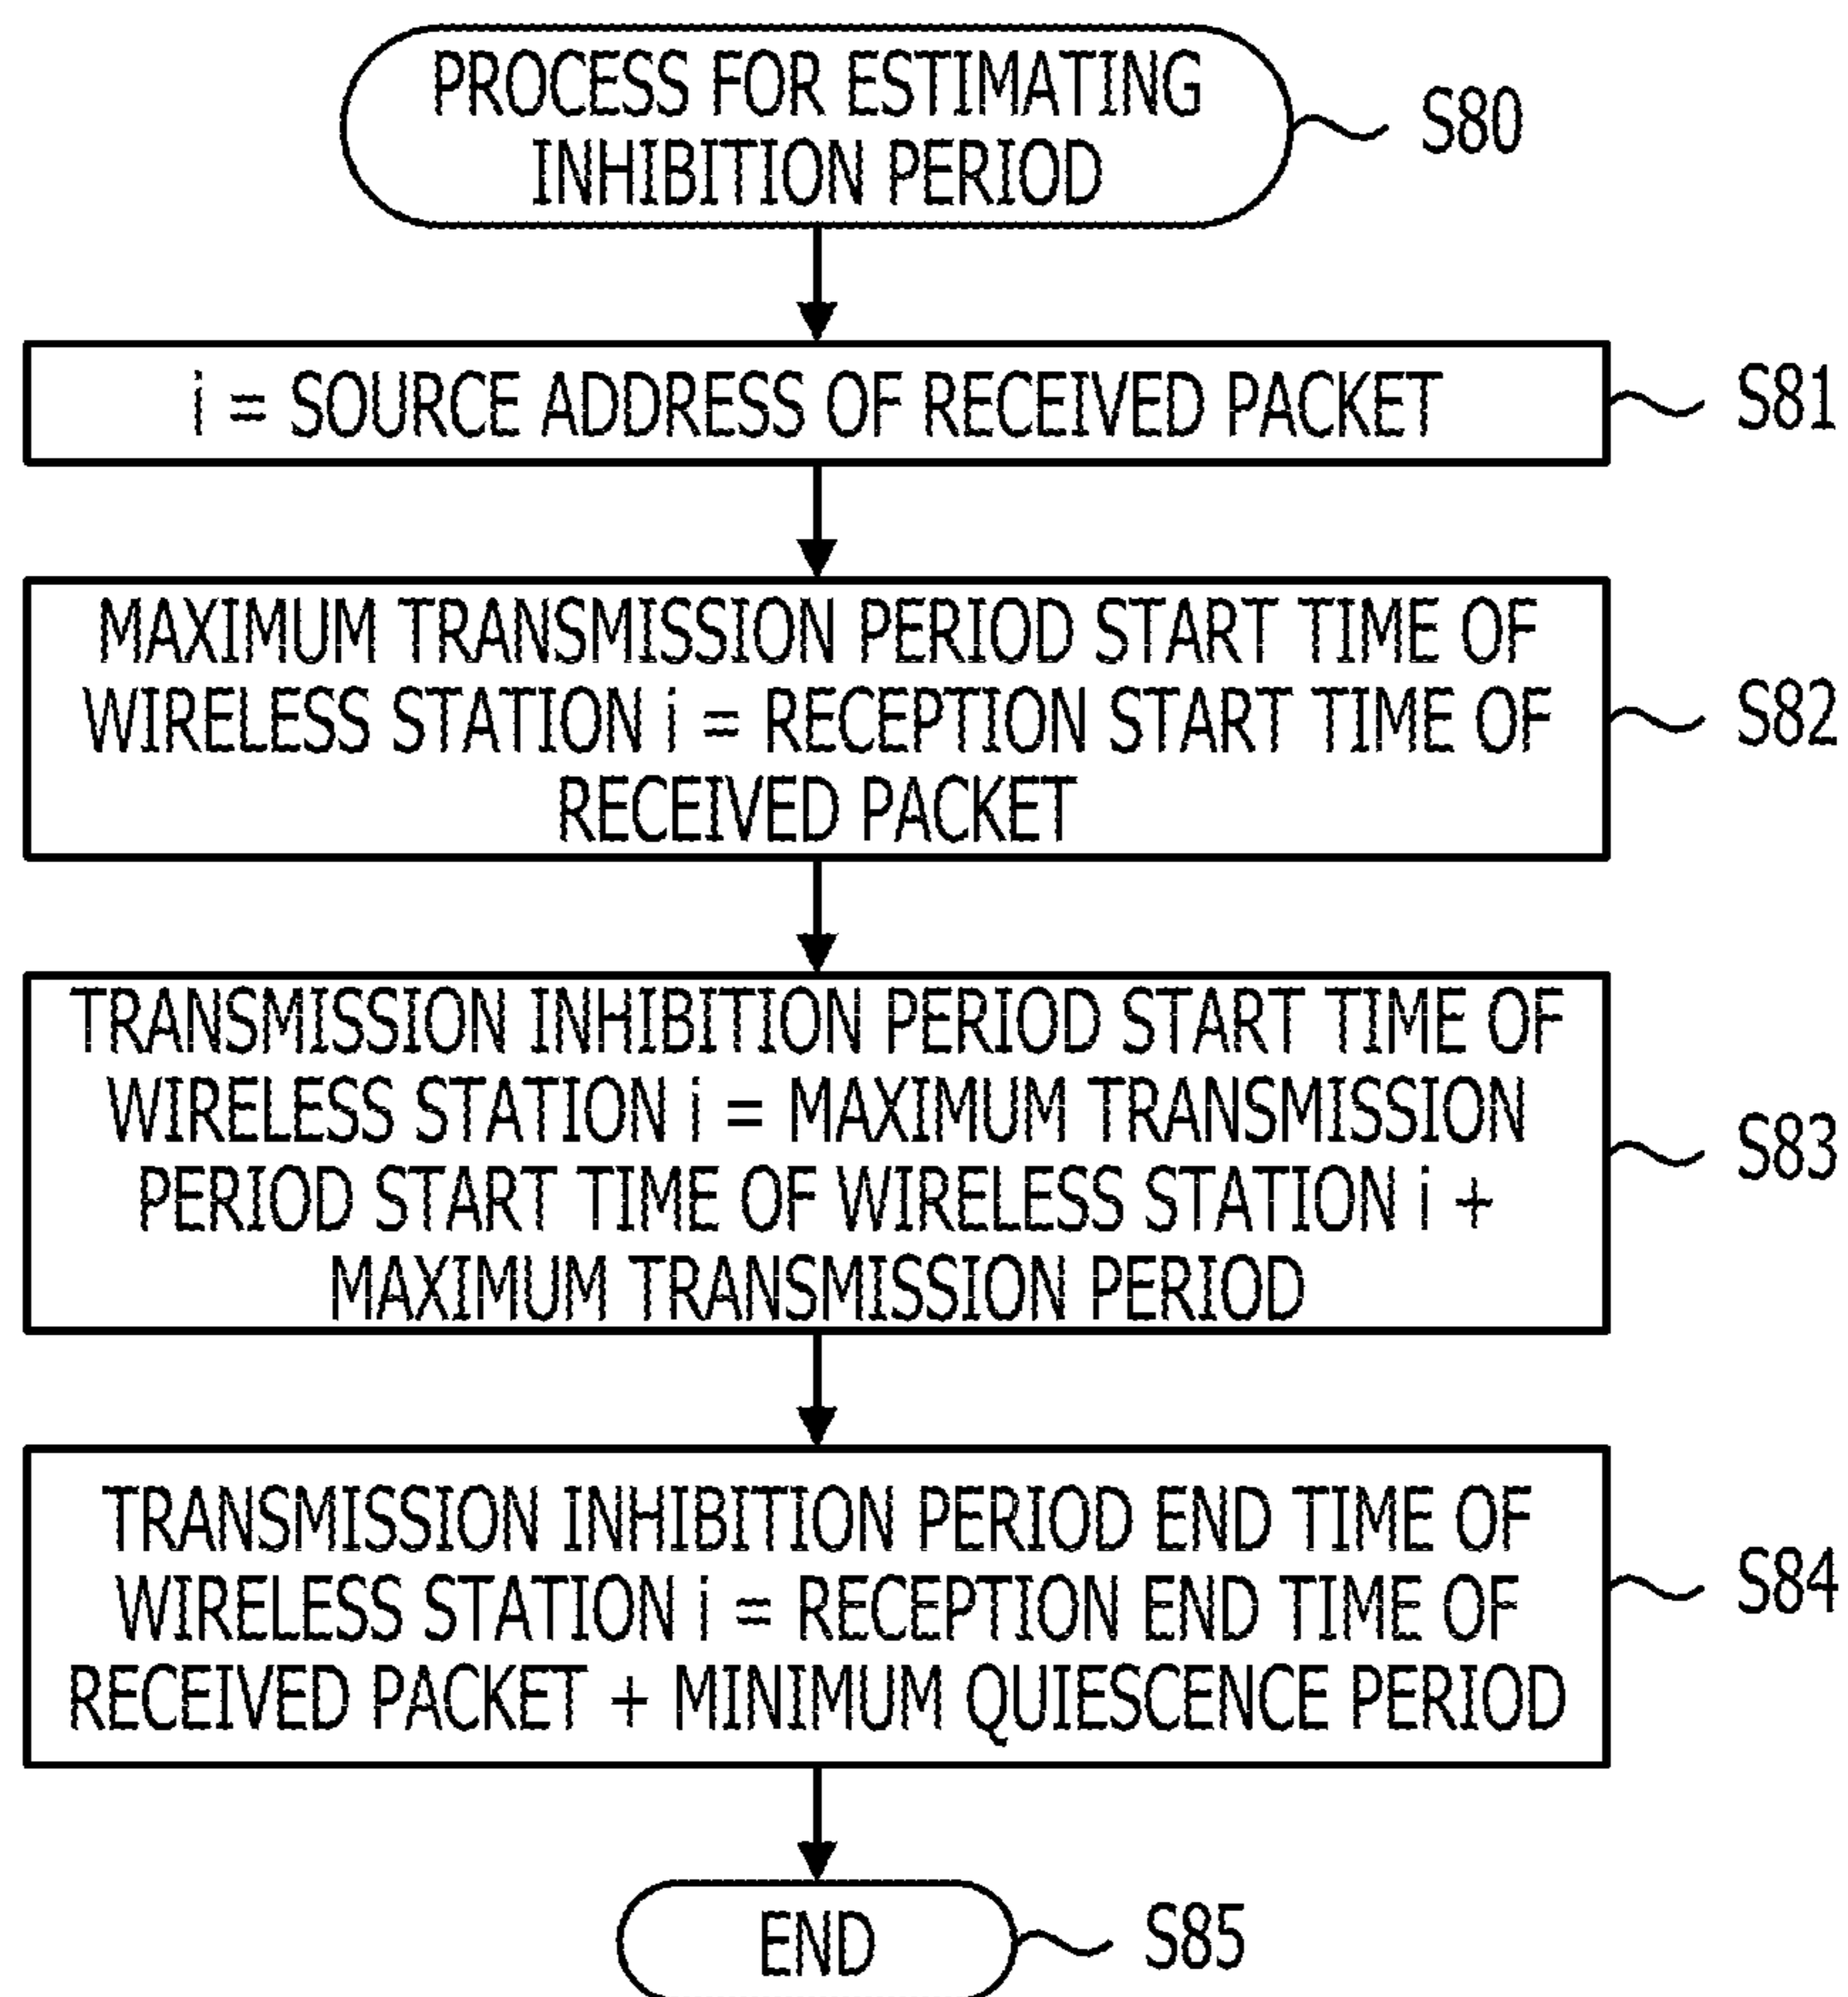 PROCESS FOR ESTIMATING
INHIBITION PERIOD
S80
i = SOURCE ADDRESS OF RECEIVED PACKET
S81
MAXIMUM TRANSMISSION PERIOD START TIME OF
WIRELESS STATION i = RECEPTION START TIME OF
RECEIVED PACKET
S82
TRANSMISSION INHIBITION PERIOD START TIME OF
WIRELESS STATION i = MAXIMUM TRANSMISSION
PERIOD START TIME OF WIRELESS STATION i +
MAXIMUM TRANSMISSION PERIOD
S83
TRANSMISSION INHIBITION PERIOD END TIME OF
WIRELESS STATION i = RECEPTION END TIME OF
RECEIVED PACKET + MINIMUM QUIESCENCE PERIOD
S84
END
S85